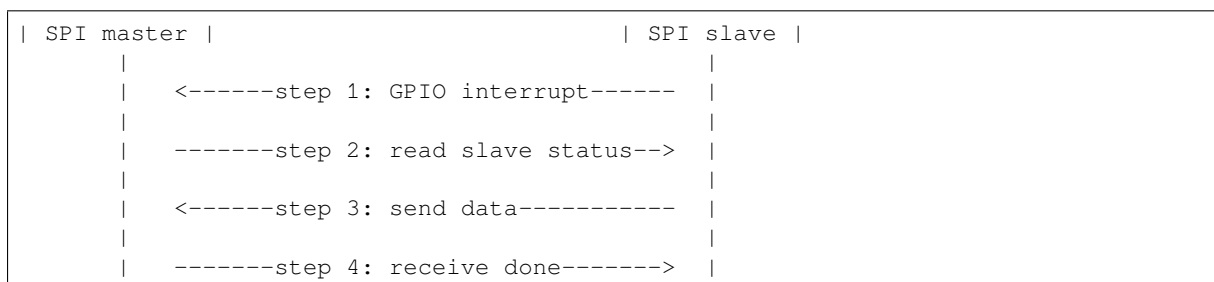 | SPI master |                                  | SPI slave |
       |                                                 |
       |   <------step 1: GPIO interrupt------  |
       |                                                 |
       |   -------step 2: read slave status-->  |
       |                                                 |
       |   <------step 3: send data-----------  |
       |                                                 |
       |   -------step 4: receive done------->  |